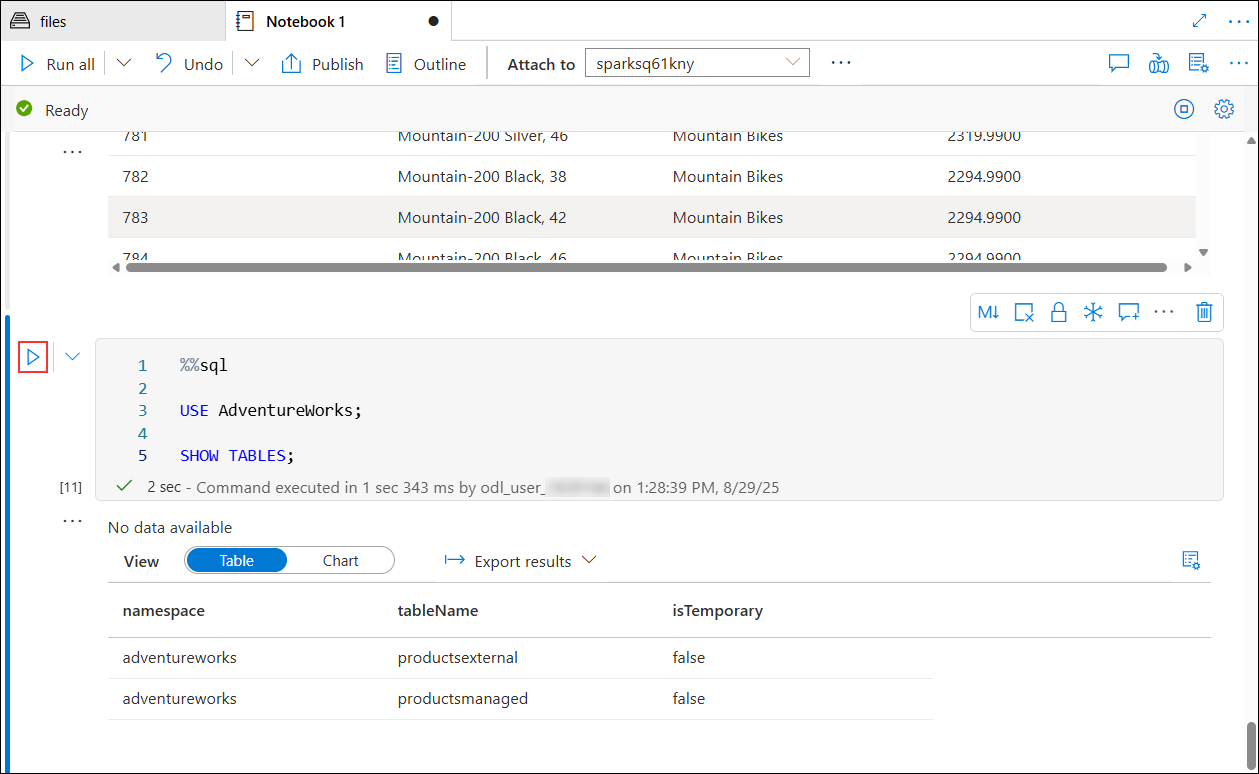 files
Notebook 1
Run all Undo Publish Outline Attach to sparksq61kny
Ready
781 Mountain-200 Silver, 46 Mountain Bikes 2319.9900
782 Mountain-200 Black, 38 Mountain Bikes 2294.9900
783 Mountain-200 Black, 42 Mountain Bikes 2294.9900
784 Mountain-200 Black, 46 Mountain Bikes 2294.9900
M↓
1 %%sql
2
3 USE AdventureWorks;
4
5 SHOW TABLES;
[11] 2 sec - Command executed in 1 sec 343 ms by odl_user_ on 1:28:39 PM, 8/29/25
No data available
View Table Chart Export results
namespace tableName isTemporary
adventureworks productsexternal false
adventureworks productsmanaged false